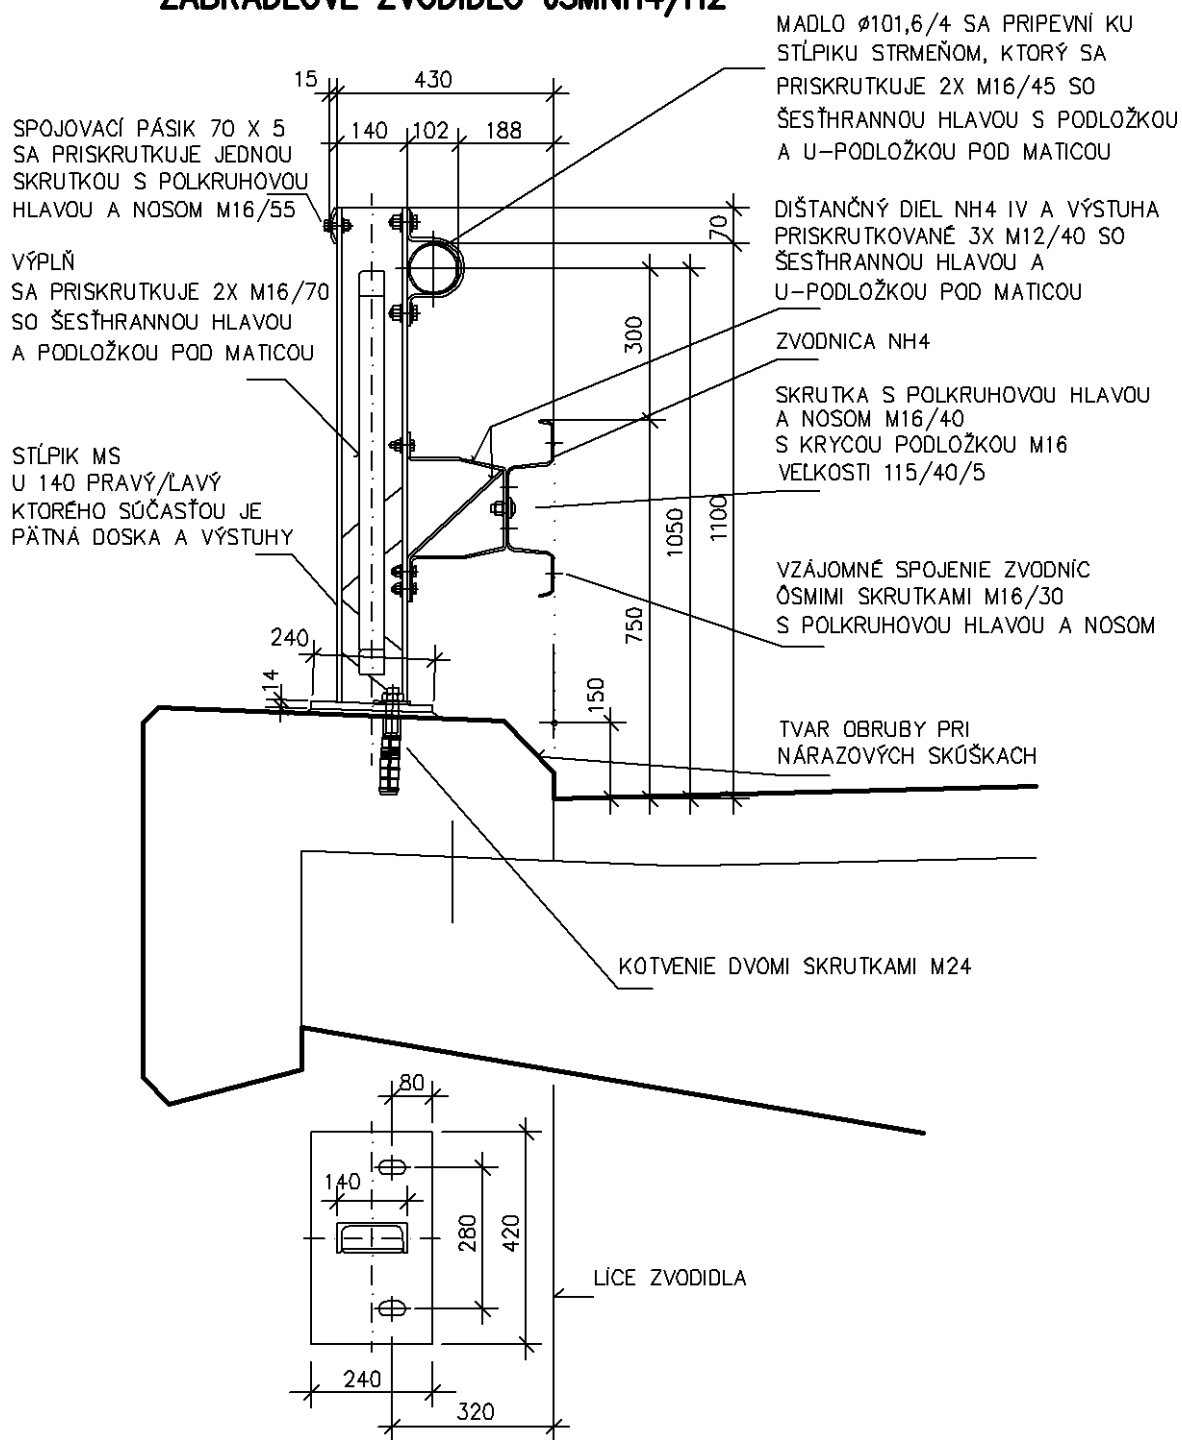 ZÁBRADĽOVÉ ZVODIDLO JSMNH4/H2
MADLO ø101,6/4 SA PRIPEVNÍ KU
STĹPIKU STRMEŇOM, KTORÝ SA
PRISKRUTKUJE 2X M16/45 SO
ŠESŤHRANNOU HLAVOU S PODLOŽKOU
A U-PODLOŽKOU POD MATICOU
15
430
140
102
188
SPOJOVACÍ PÁSIK 70 X 5
SA PRISKRUTKUJE JEDNOU
SKRUTKOU S POLKRUHOVOU
HLAVOU A NOSOM M16/55
DIŠTANČNÝ DIEL NH4 IV A VÝSTUHA
PRISKRUTKOVANÉ 3X M12/40 SO
ŠESŤHRANNOU HLAVOU A
U-PODLOŽKOU POD MATICOU
70
VÝPLŇ
SA PRISKRUTKUJE 2X M16/70
SO ŠESŤHRANNOU HLAVOU
A PODLOŽKOU POD MATICOU
300
ZVODNICA NH4
SKRUTKA S POLKRUHOVOU HLAVOU
A NOSOM M16/40
S KRYCOU PODLOŽKOU M16
VEĽKOSTI 115/40/5
STĹPIK MS
U 140 PRAVÝ/ĽAVÝ
KTORÉHO SÚČASŤOU JE
PÄTNÁ DOSKA A VÝSTUHY
1050
1100
750
VZÁJOMNÉ SPOJENIE ZVODNÍC
ÔSMIMI SKRUTKAMI M16/30
S POLKRUHOVOU HLAVOU A NOSOM
240
14
150
TVAR OBRUBY PRI
NÁRAZOVÝCH SKÚŠKACH
KOTVENIE DVOMI SKRUTKAMI M24
80
140
280
420
LÍCE ZVODIDLA
240
320